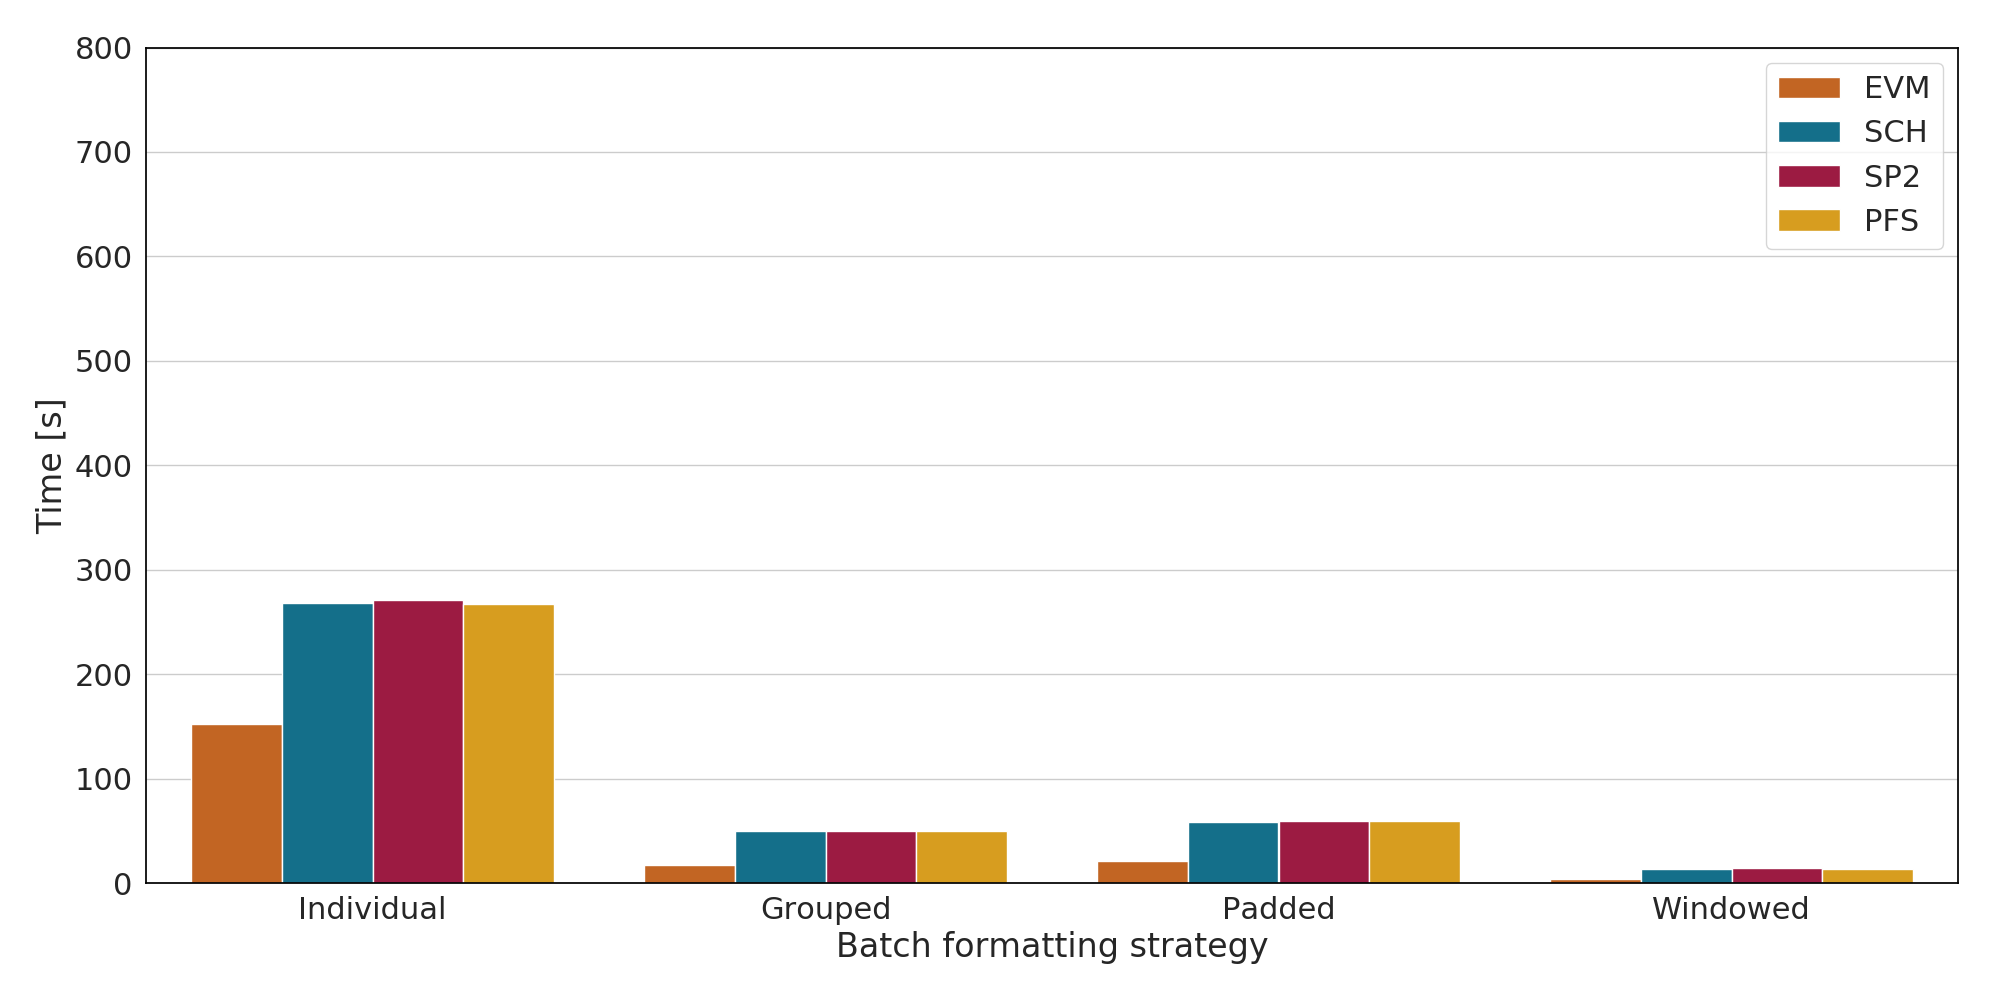 800
700
600
500
400
300
200
100
0
Time [s]
EVM
SCH
SP2
PFS
Individual
Grouped
Padded
Windowed
Batch formatting strategy